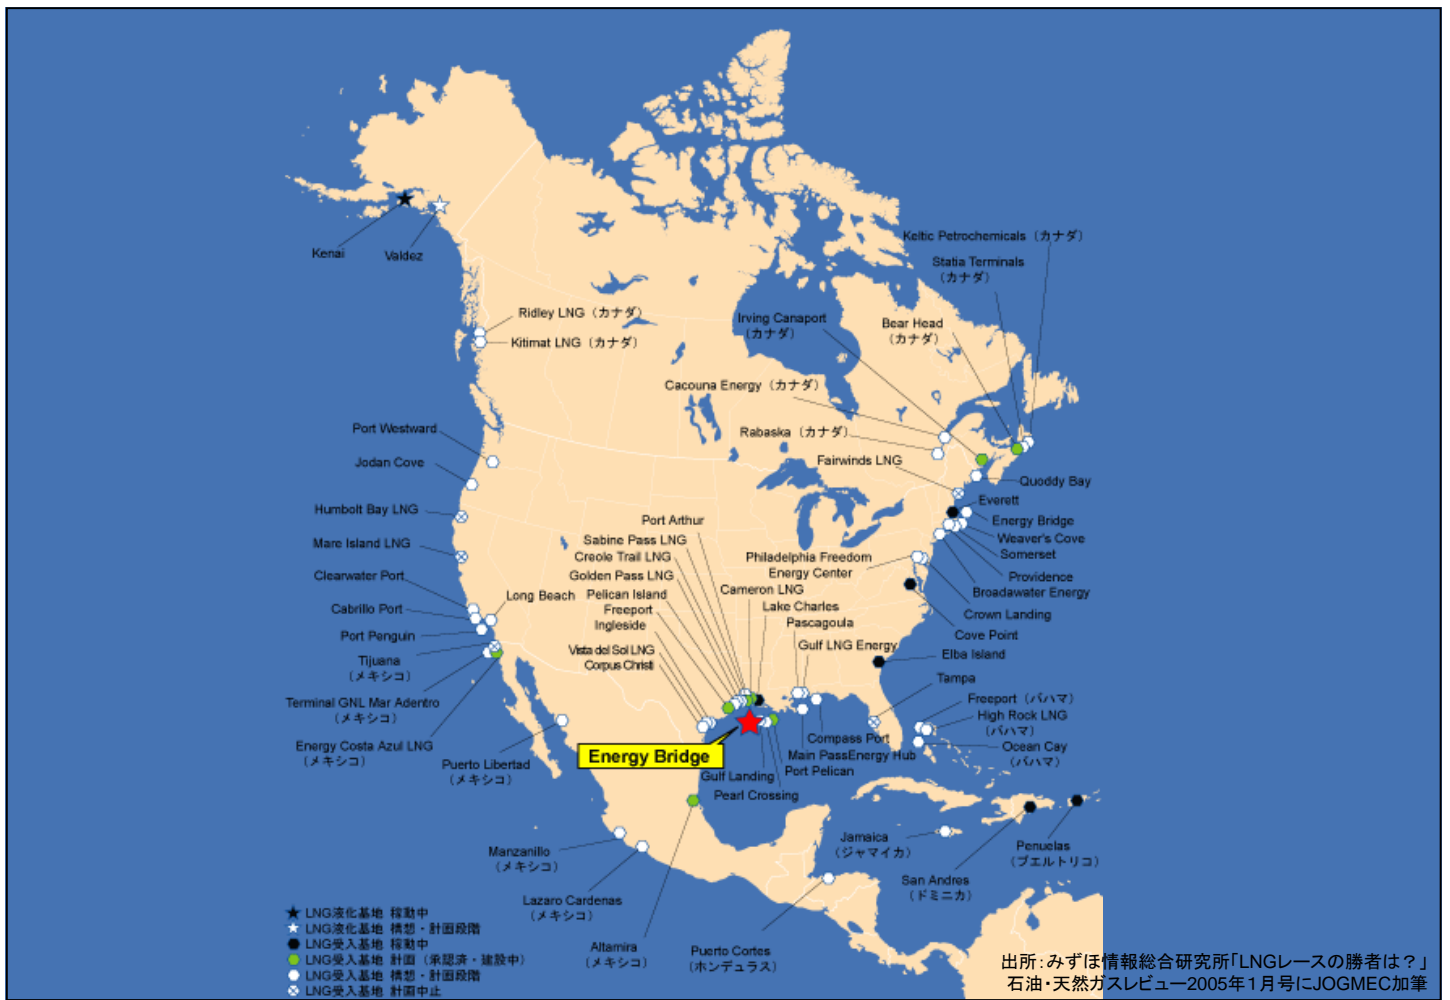 Keltic Petrochemicals（カナダ）
Statia Terminals
（カナダ）
Kenai
Valdez
Ridley LNG（カナダ）
Kitimat LNG（カナダ）
Irving Canaport
（カナダ）
Bear Head
（カナダ）
Cacouna Energy（カナダ）
Rabaska（カナダ）
Fairwinds LNG
Port Westward
Jodan Cove
Humbolt Bay LNG
Mare Island LNG
Clearwater Port
Cabrillo Port
Long Beach
Port Penguin
Tijuana
（メキシコ）
Terminal GNL Mar Adentro
（メキシコ）
Energy Costa Azul LNG
（メキシコ）
Puerto Libertad
（メキシコ）
Port Arthur
Sabine Pass LNG
Creole Trail LNG
Golden Pass LNG
Pelican Island
Freeport
Ingleside
Vista del Sol LNG
Corpus Christi
Cameron LNG
Lake Charles
Pascagoula
Gulf LNG Energy
Philadelphia Freedom
Energy Center
Quoddy Bay
Everett
Energy Bridge
Weaver's Cove
Somerset
Providence
Broadawater Energy
Crown Landing
Cove Point
Elba Island
Tampa
Freeport（バハマ）
High Rock LNG
（バハマ）
Ocean Cay
（バハマ）
Compass Port
Main PassEnergy Hub
Port Pelican
Gulf Landing
Pearl Crossing
Energy Bridge
Manzanillo
（メキシコ）
Lazaro Cardenas
（メキシコ）
Altamira
（メキシコ）
Puerto Cortes
（ホンデュラス）
Jamaica
（ジャマイカ）
San Andres
（ドミニカ）
Penuelas
（プエルトリコ）
LNG液化基地 稼動中
LNG液化基地 構想・計画段階
LNG受入基地 稼動中
LNG受入基地 計画（承認済・建設中）
LNG受入基地 構想・計画段階
LNG受入基地 計画中止
出所：みずほ情報総合研究所「LNGレースの勝者は？」
石油・天然ガスレビュー2005年１月号にJOGMEC加筆